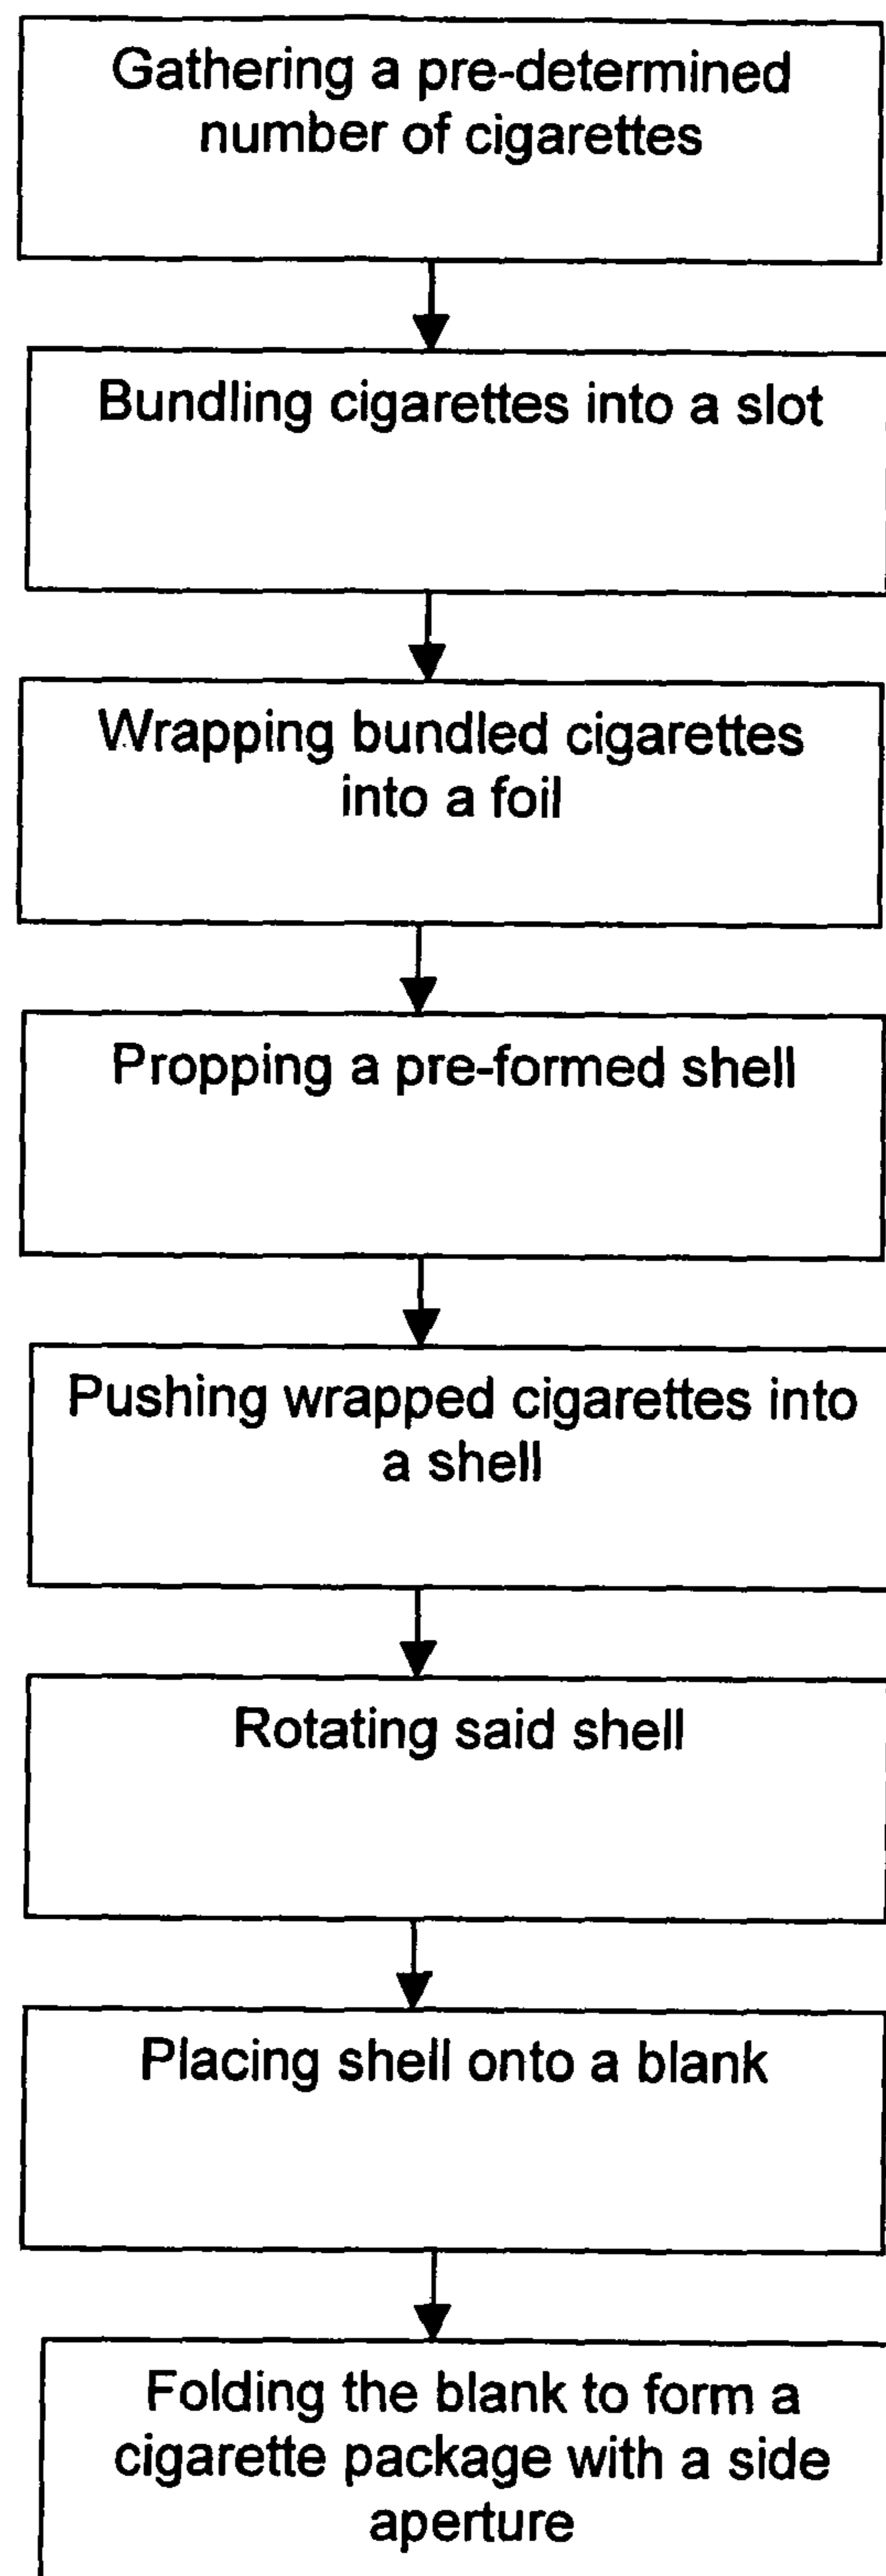 Gathering a pre-determined
number of cigarettes
Bundling cigarettes into a slot
Wrapping bundled cigarettes
into a foil
Propping a pre-formed shell
Pushing wrapped cigarettes into
a shell
Rotating said shell
Placing shell onto a blank
Folding the blank to form a
cigarette package with a side
aperture